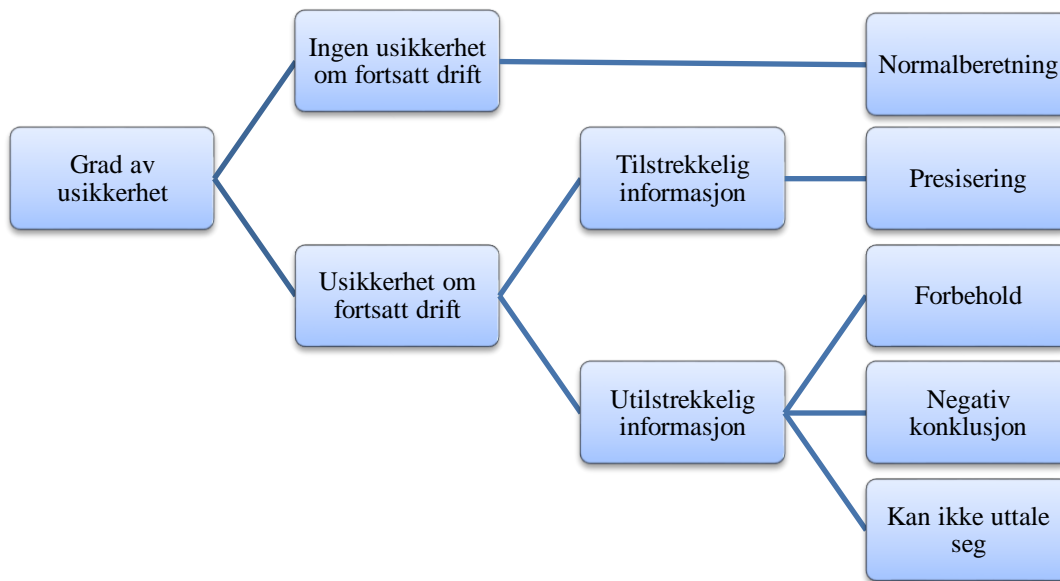 Ingen usikkerhet
om fortsatt drift
Normalberetning
Grad av
usikkerhet
Tilstrekkelig
informasjon
Presisering
Usikkerhet om
fortsatt drift
Forbehold
Utilstrekkelig
informasjon
Negativ
konklusjon
Kan ikke uttale
seg